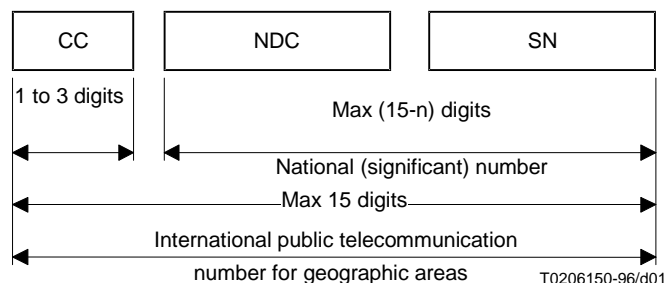 CC NDC SN
1 to 3 digits
Max (15-n) digits
National (significant) number
Max 15 digits
International public telecommunication
number for geographic areas
T0206150-96/d01